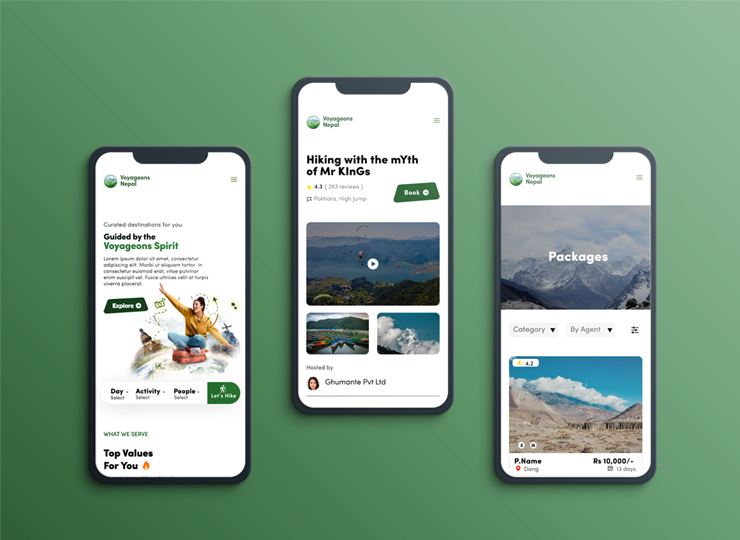 Voyageons
Nepal
Curated destinations for you
Guided by the
Voyageons Spirit
Lorem ipsum dolor sit amet, consectetur
adipiscing elit. Morbi ut aliquam tortor. In
consectetur euismod erat, vitae pulvinar
enim suscipit vel. Fusce ultrices velit at turpis
viverra placerat.
Explore
Day
Select
Activity
Select
People
Select
Let's Hike
WHAT WE SERVE
Top Values
For You 🔥
Voyageons
Nepal
Hiking with the mYth
of Mr KInGs
4.3 ( 283 reviews )
Book
Pokhara, High Jump
Hosted by
Ghumante Pvt Ltd
Voyageons
Nepal
Packages
Category
By Agent
4.2
P.Name
Rs 10,000/-
Dang
13 days